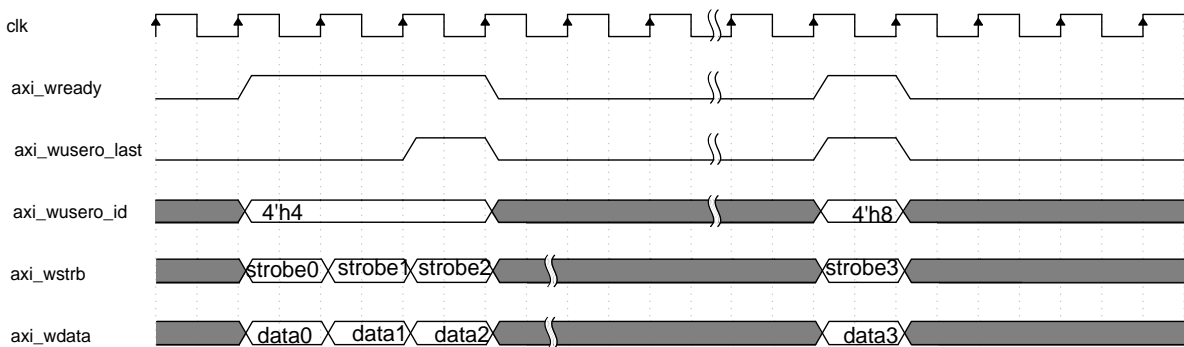 clk
axi_wready
axi_wusero_last
axi_wusero_id 4'h4 4'h8
axi_wstrb strobe0 strobe1 strobe2 strobe3
axi_wdata data0 data1 data2 data3